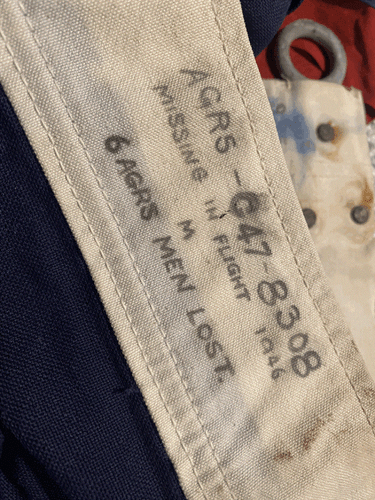 AGRS - C47-8308
MISSING IN FLIGHT 1946
M
6 AGRS MEN LOST.